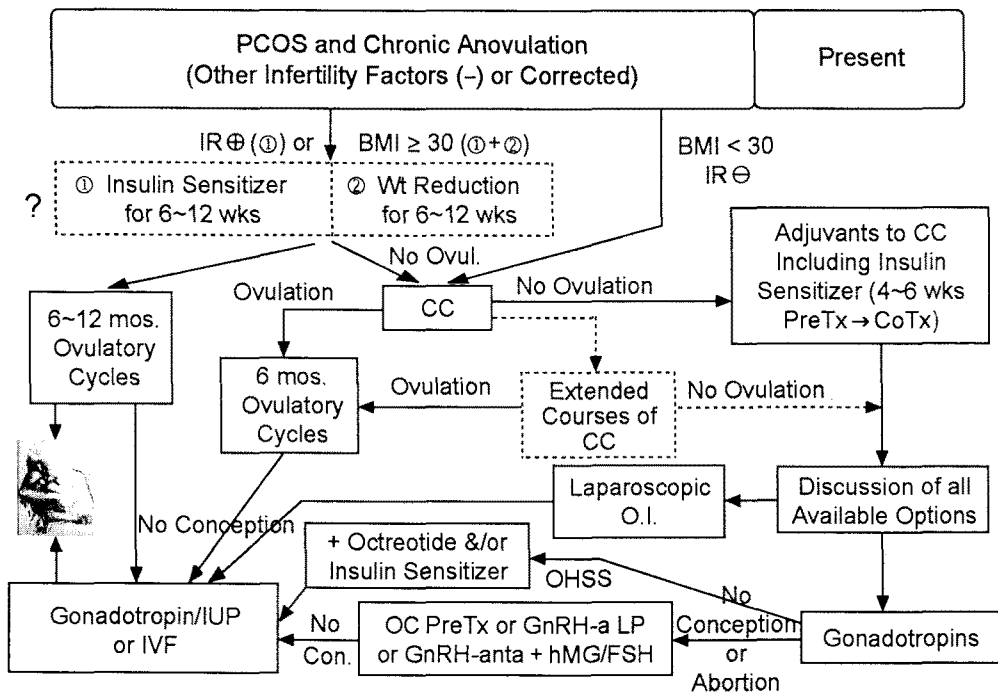 PCOS and Chronic Anovulation
(Other Infertility Factors (–) or Corrected)
Present
IR⊕(①) or
BMI ≥ 30 (①+②)
BMI < 30
IR⊖
?
① Insulin Sensitizer
for 6~12 wks
② Wt Reduction
for 6~12 wks
Adjuvants to CC
Including Insulin
Sensitizer (4~6 wks
PreTx→CoTx)
No Ovul.
Ovulation
CC
No Ovulation
6~12 mos.
Ovulatory
Cycles
6 mos.
Ovulatory
Cycles
Ovulation
Extended
Courses of
CC
No Ovulation
Laparoscopic
O.I.
Discussion of all
Available Options
No Conception
+ Octreotide &/or
Insulin Sensitizer
OHSS
Gonadotropin/IUP
or IVF
No
Con.
OC PreTx or GnRH-a LP
or GnRH-anta + hMG/FSH
No
Conception
or
Abortion
Gonadotropins